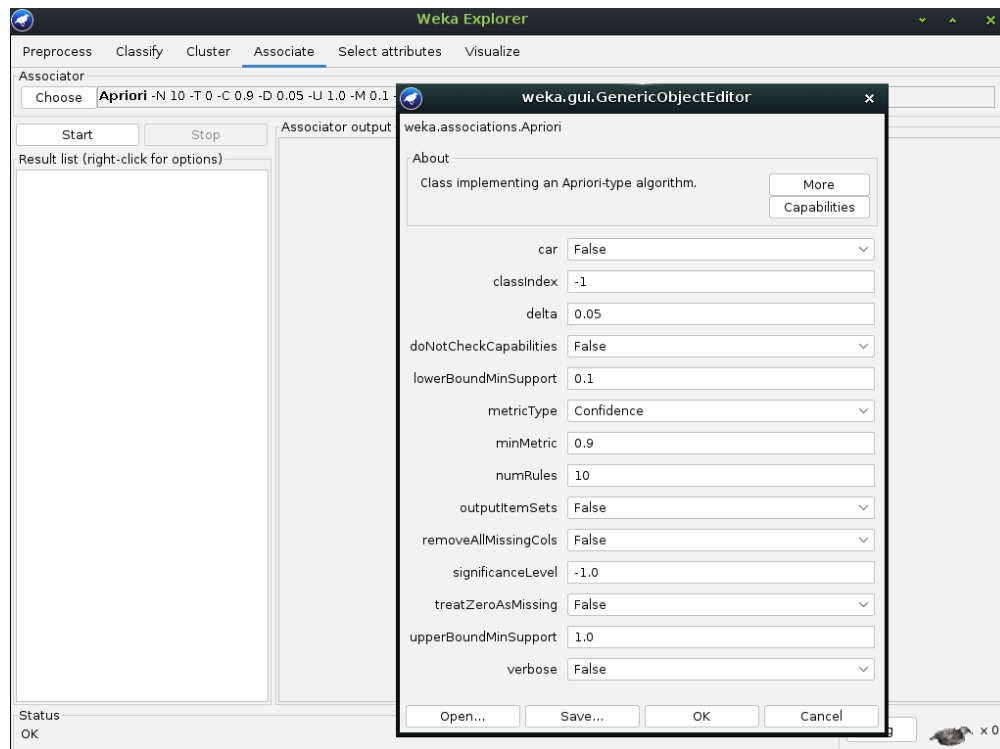 Weka Explorer
Preprocess Classify Cluster Associate Select attributes Visualize
Associator
Choose Apriori -N 10 -T 0 -C 0.9 -D 0.05 -U 1.0 -M 0.1
Start Stop
Result list (right-click for options)
Associator output
weka.gui.GenericObjectEditor
weka.associations.Apriori
About
Class implementing an Apriori-type algorithm.
More
Capabilities
car False
classIndex -1
delta 0.05
doNotCheckCapabilities False
lowerBoundMinSupport 0.1
metricType Confidence
minMetric 0.9
numRules 10
outputItemSets False
removeAllMissingCols False
significanceLevel -1.0
treatZeroAsMissing False
upperBoundMinSupport 1.0
verbose False
Open... Save... OK Cancel
Status
OK
x 0